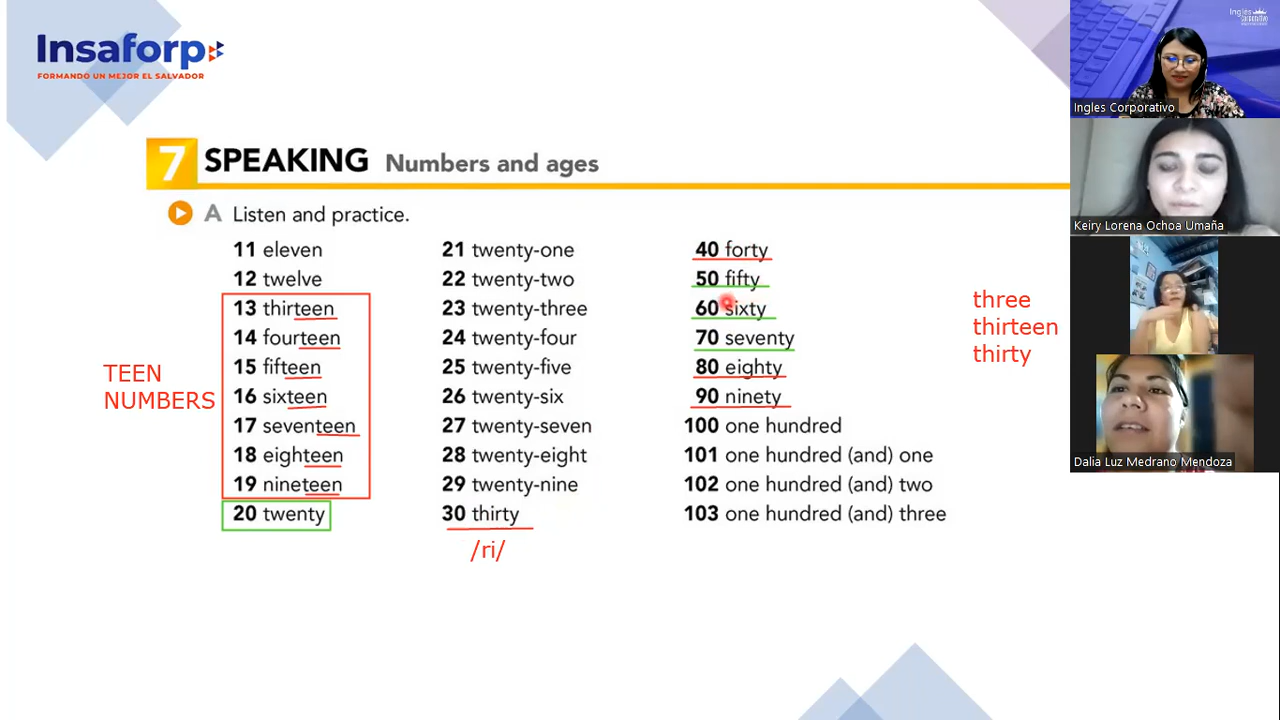 Insaforp
FORMANDO UN MEJOR EL SALVADOR
7 SPEAKING Numbers and ages
A Listen and practice.
11 eleven
12 twelve
13 thirteen
14 fourteen
15 fifteen
16 sixteen
17 seventeen
18 eighteen
19 nineteen
20 twenty
TEEN
NUMBERS
21 twenty-one
22 twenty-two
23 twenty-three
24 twenty-four
25 twenty-five
26 twenty-six
27 twenty-seven
28 twenty-eight
29 twenty-nine
30 thirty
/ri/
40 forty
50 fifty
60 sixty
70 seventy
80 eighty
90 ninety
100 one hundred
101 one hundred (and) one
102 one hundred (and) two
103 one hundred (and) three
three
thirteen
thirty
Ingles
Corporativo
Ingles Corporativo
Keiry Lorena Ochoa Umaña
Dalia Luz Medrano Mendoza